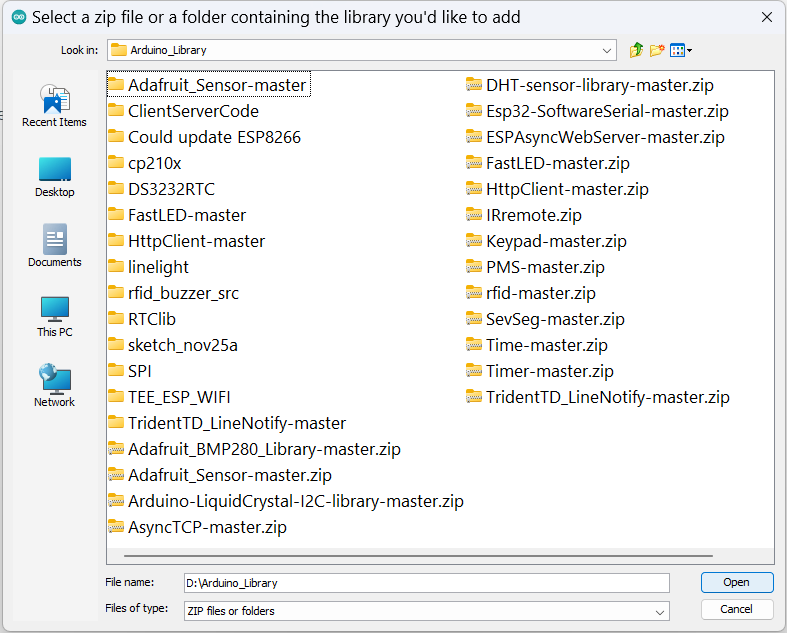 Select a zip file or a folder containing the library you'd like to add
Look in:
Arduino_Library
Recent Items
Desktop
Documents
This PC
Network
Adafruit_Sensor-master
ClientServerCode
Could update ESP8266
cp210x
DS3232RTC
FastLED-master
HttpClient-master
linelight
rfid_buzzer_src
RTClib
sketch_nov25a
SPI
TEE_ESP_WIFI
TridentTD_LineNotify-master
Adafruit_BMP280_Library-master.zip
Adafruit_Sensor-master.zip
Arduino-LiquidCrystal-I2C-library-master.zip
AsyncTCP-master.zip
DHT-sensor-library-master.zip
Esp32-SoftwareSerial-master.zip
ESPAsyncWebServer-master.zip
FastLED-master.zip
HttpClient-master.zip
IRremote.zip
Keypad-master.zip
PMS-master.zip
rfid-master.zip
SevSeg-master.zip
Time-master.zip
Timer-master.zip
TridentTD_LineNotify-master.zip
File name:
D:\Arduino_Library
Open
Files of type:
ZIP files or folders
Cancel